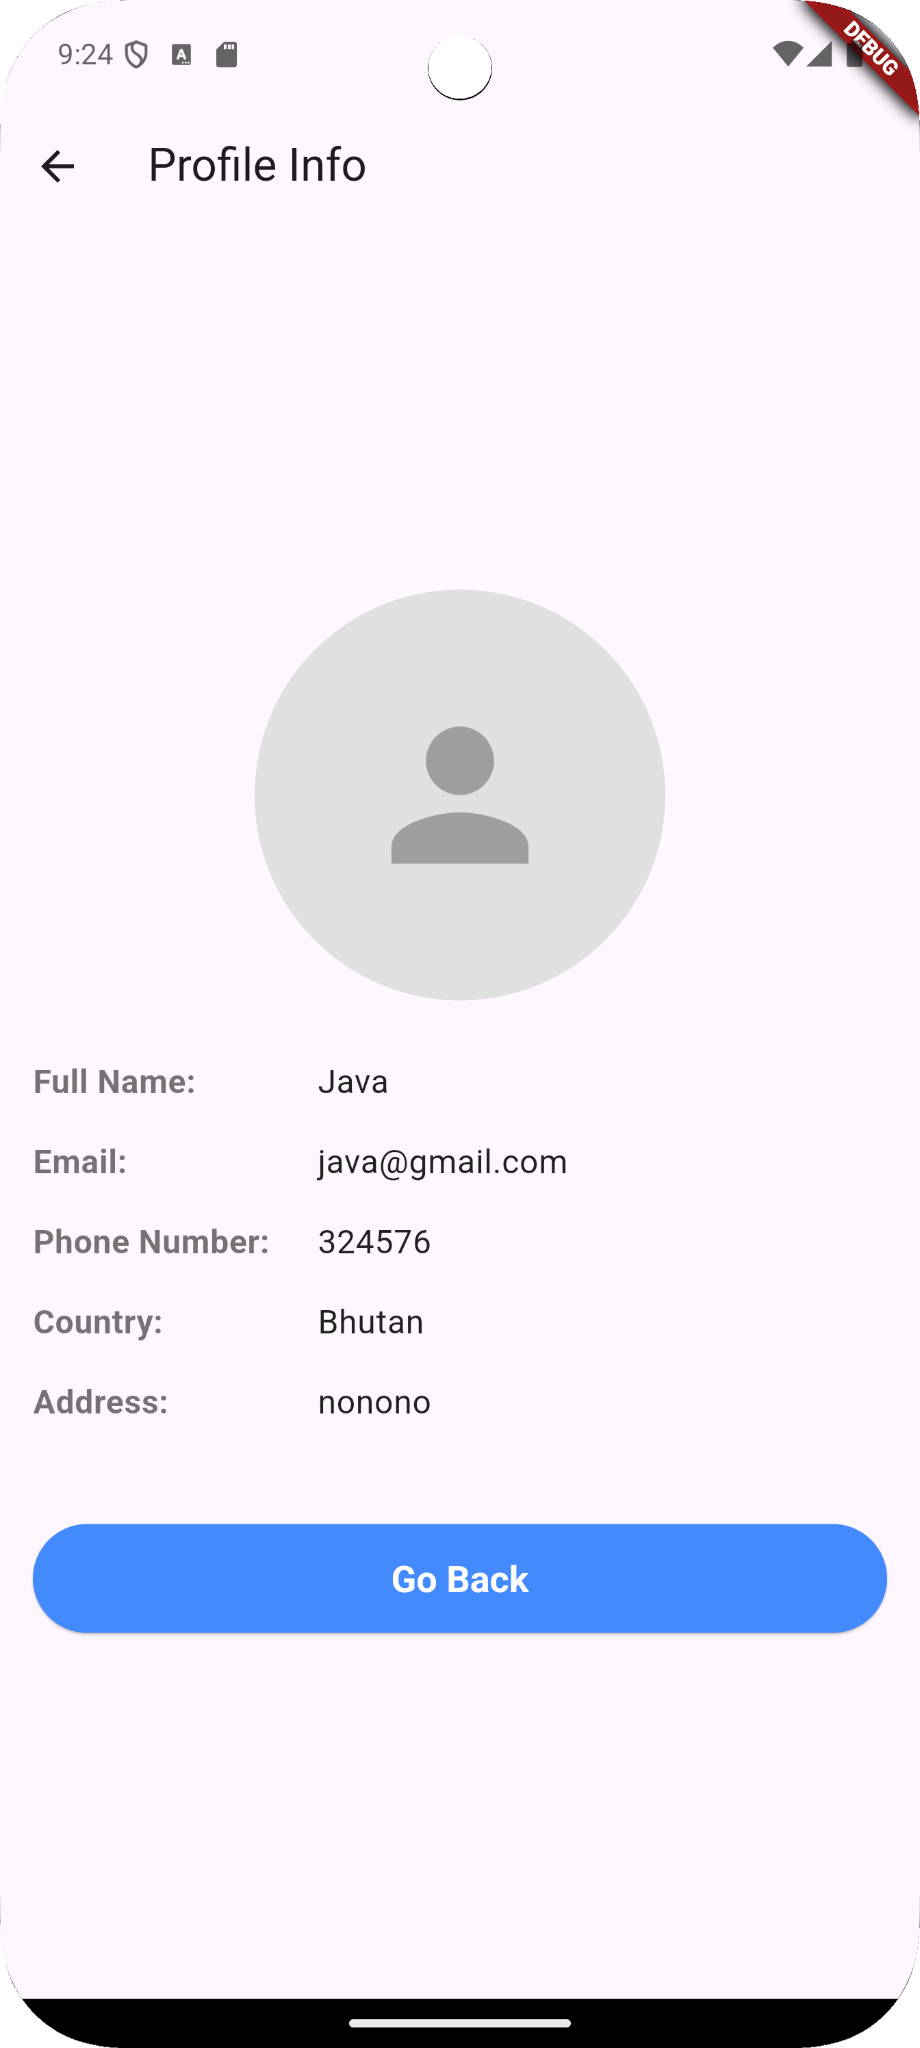 9:24
A
DEBUG
Profile Info
Full Name: Java
Email: java@gmail.com
Phone Number: 324576
Country: Bhutan
Address: nonono
Go Back